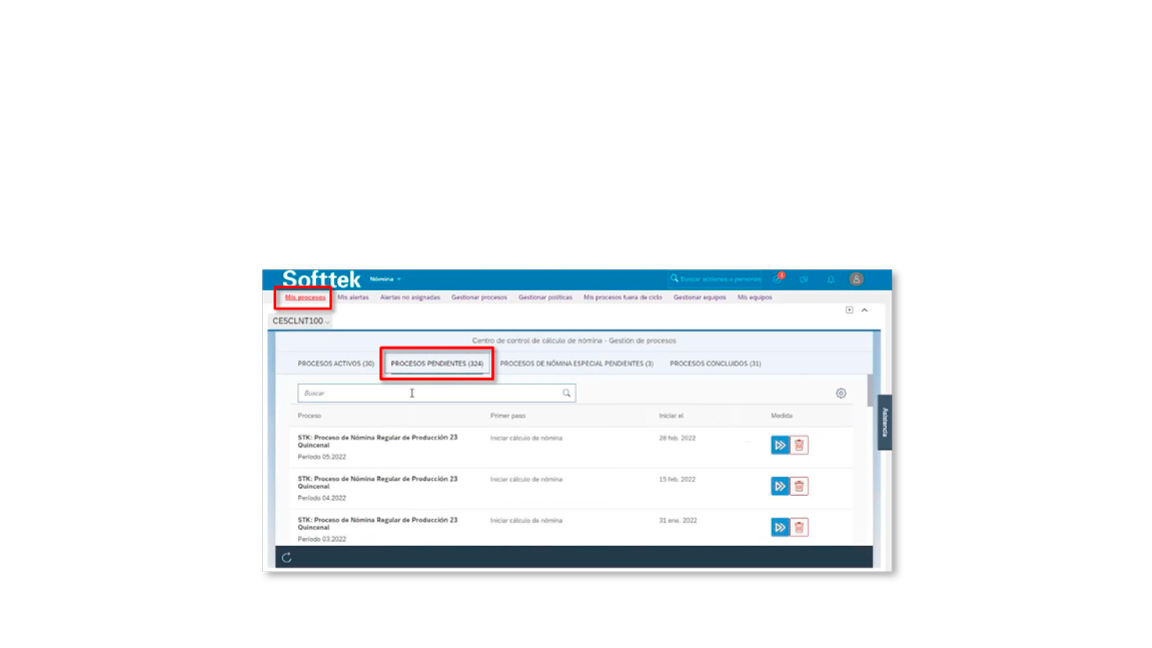 Softtek Nómina Buscar acciones o personas 3
Mis procesos Mis alertas Alertas no asignadas Gestionar procesos Gestionar políticas Mis procesos fuera de ciclo Gestionar equipos Mis equipos
CESCLNT100
Centro de control de cálculo de nómina - Gestión de procesos
PROCESOS ACTIVOS (30) PROCESOS PENDIENTES (324) PROCESOS DE NÓMINA ESPECIAL PENDIENTES (3) PROCESOS CONCLUIDOS (31)
Buscar
Asistencia
Proceso Primer paso Iniciar el Medida
STK: Proceso de Nómina Regular de Producción 23 Iniciar cálculo de nómina 28 feb. 2022
Quincenal
Período 05.2022
STK: Proceso de Nómina Regular de Producción 23 Iniciar cálculo de nómina 15 feb. 2022
Quincenal
Período 04.2022
STK: Proceso de Nómina Regular de Producción 23 Iniciar cálculo de nómina 31 ene. 2022
Quincenal
Período 03.2022